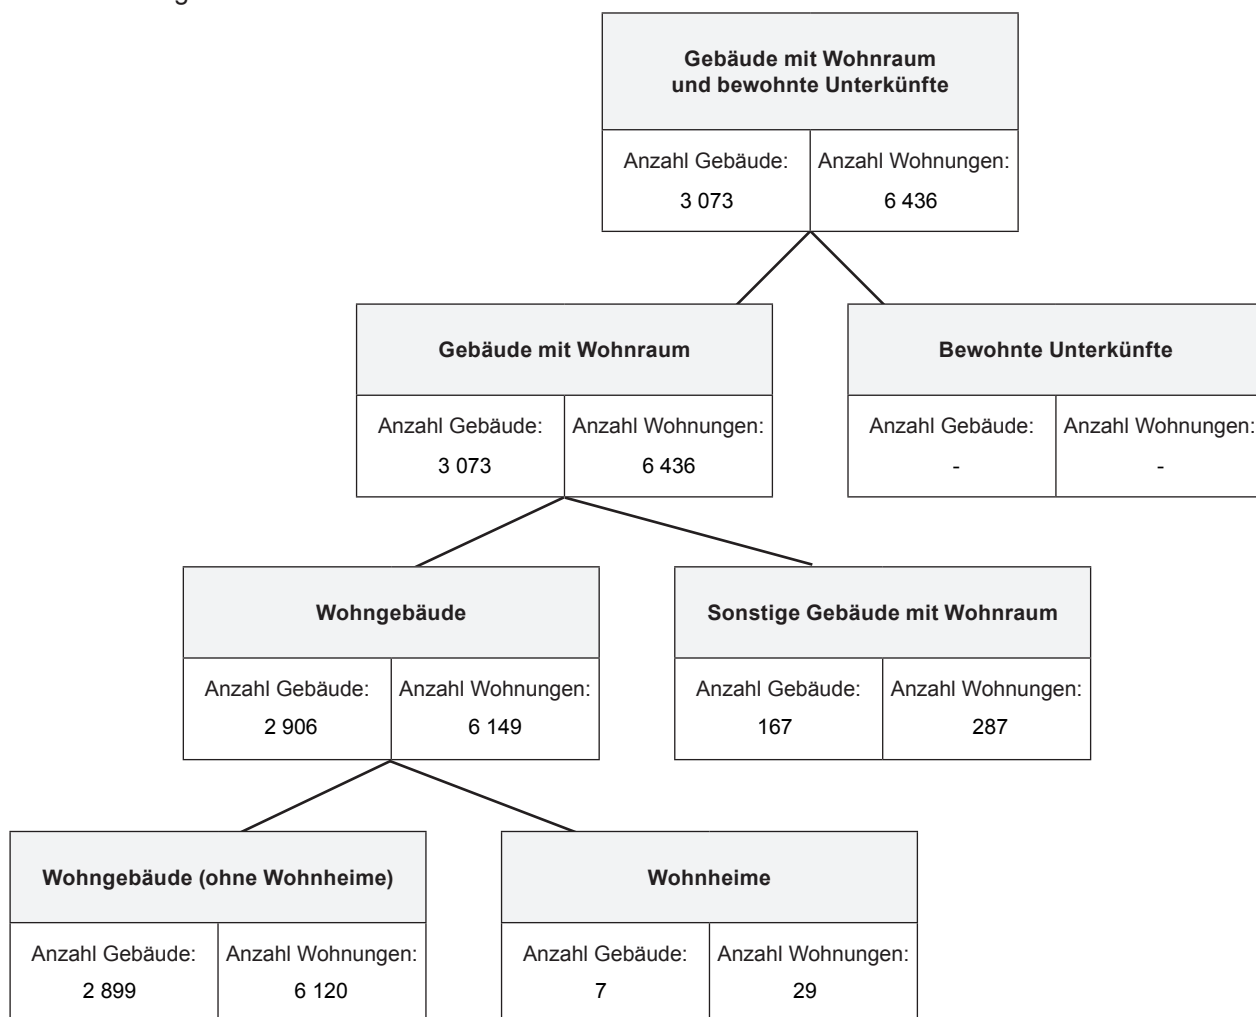 Gebäude mit Wohnraum
und bewohnte Unterkünfte
Anzahl Gebäude: Anzahl Wohnungen:
3 073 6 436
Gebäude mit Wohnraum Bewohnte Unterkünfte
Anzahl Gebäude: Anzahl Wohnungen: Anzahl Gebäude: Anzahl Wohnungen:
3 073 6 436 - -
Wohngebäude Sonstige Gebäude mit Wohnraum
Anzahl Gebäude: Anzahl Wohnungen: Anzahl Gebäude: Anzahl Wohnungen:
2 906 6 149 167 287
Wohngebäude (ohne Wohnheime) Wohnheime
Anzahl Gebäude: Anzahl Wohnungen: Anzahl Gebäude: Anzahl Wohnungen:
2 899 6 120 7 29